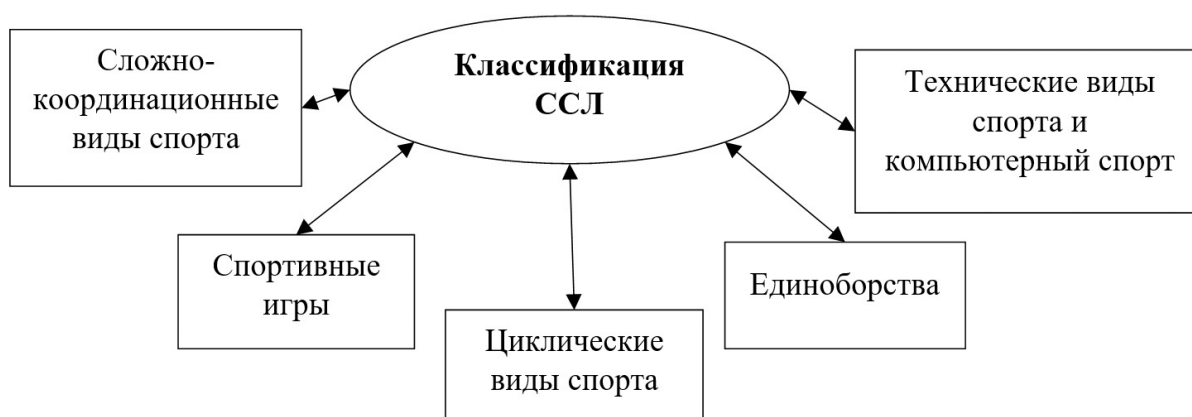 Классификация
ССЛ
Сложно-
координационные
виды спорта
Технические виды
спорта и
компьютерный спорт
Спортивные
игры
Единоборства
Циклические
виды спорта